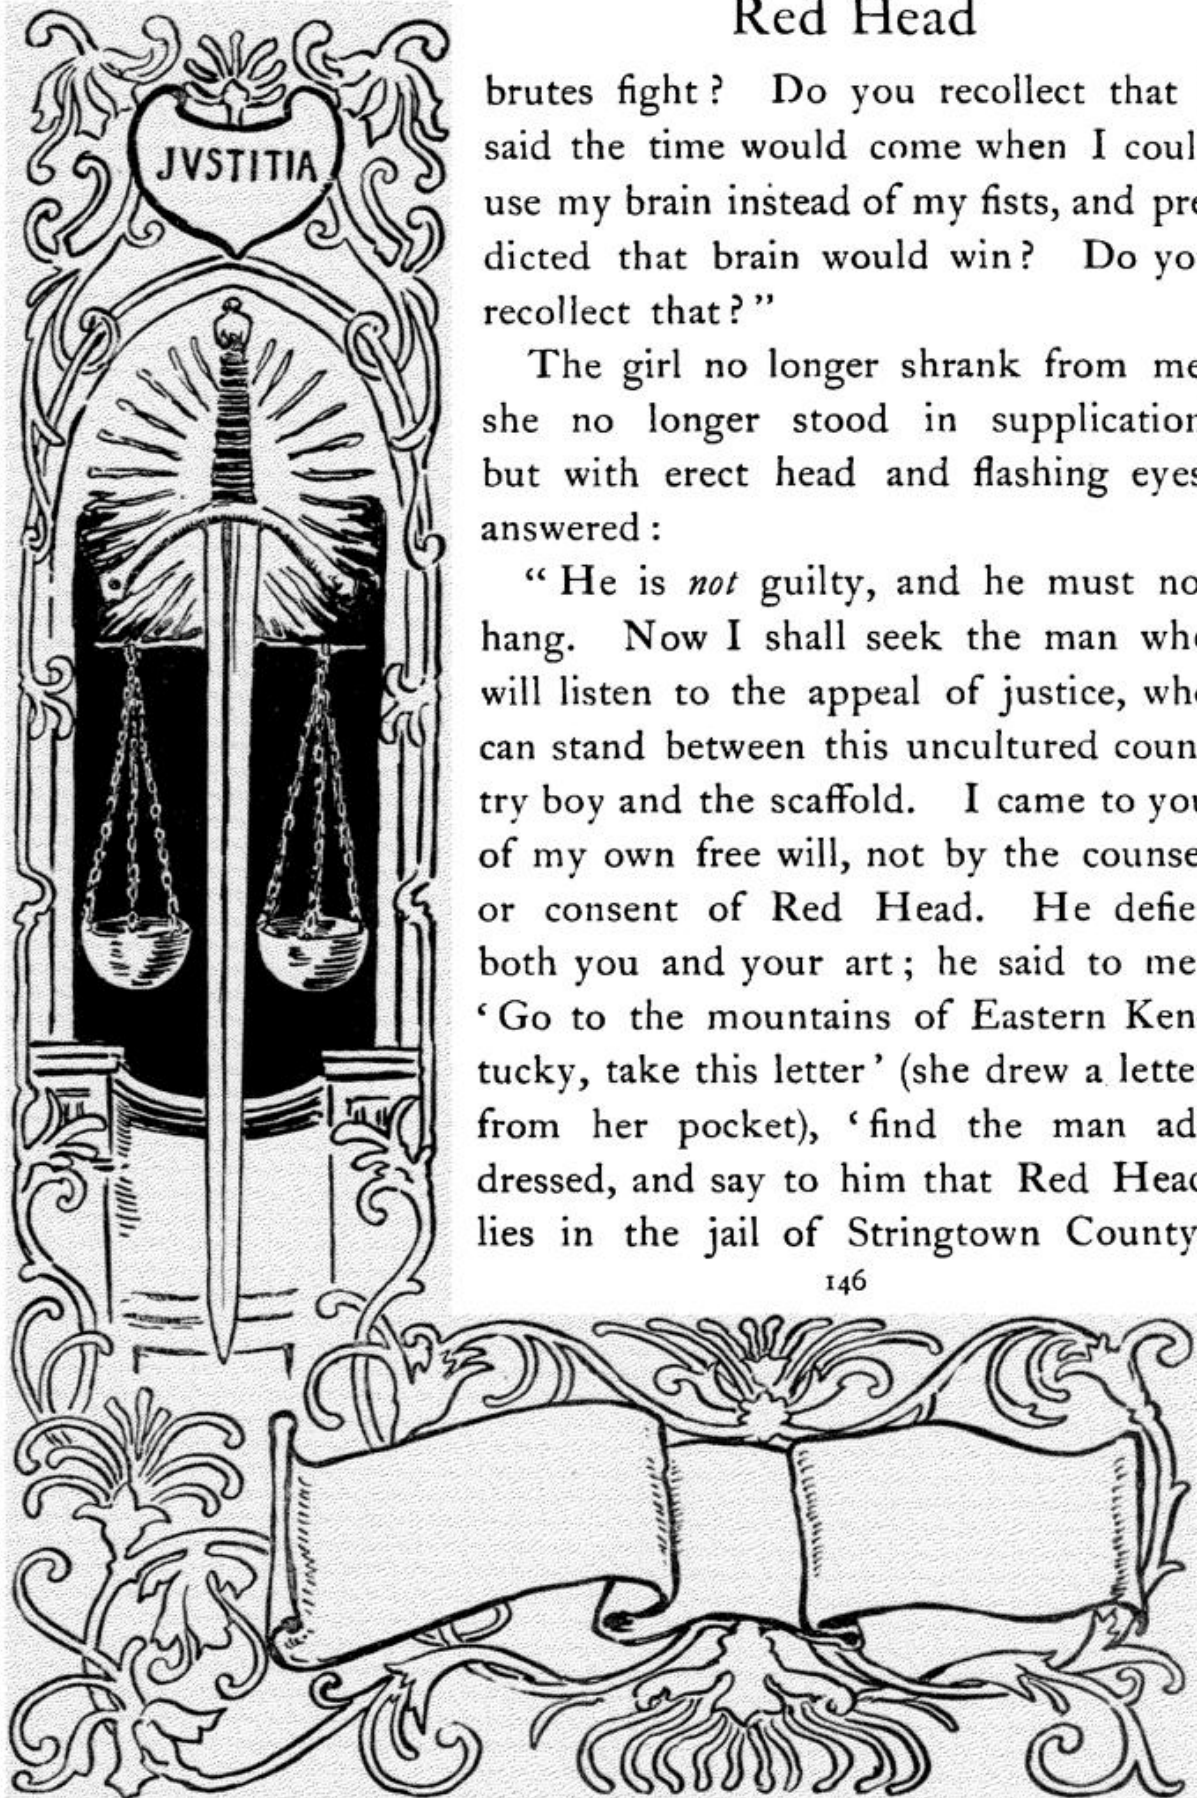 Red Head
JVSTITIA
brutes fight? Do you recollect that
said the time would come when I coul
use my brain instead of my fists, and pre
dicted that brain would win? Do yo
recollect that?”
The girl no longer shrank from me
she no longer stood in supplication
but with erect head and flashing eyes
answered:
“He is not guilty, and he must no
hang. Now I shall seek the man who
will listen to the appeal of justice, who
can stand between this uncultured coun
try boy and the scaffold. I came to you
of my own free will, not by the counse
or consent of Red Head. He defie
both you and your art; he said to me
‘Go to the mountains of Eastern Ken
tucky, take this letter’ (she drew a lette
from her pocket), ‘find the man ad
dressed, and say to him that Red Head
lies in the jail of Stringtown County
146